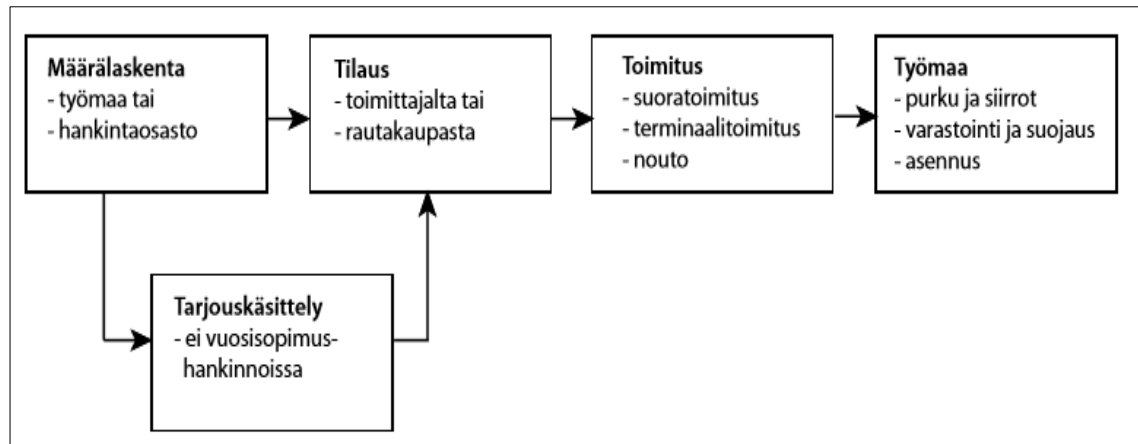 Määrälaskenta
- työmaa tai
- hankintaosasto
Tilaus
- toimittajalta tai
- rautakaupasta
Toimitus
- suoratoimitus
- terminaalitoimitus
- nouto
Työmaa
- purku ja siirrot
- varastointi ja suojaus
- asennus
Tarjouskäsittely
- ei vuosisopimus-
hankinnoissa